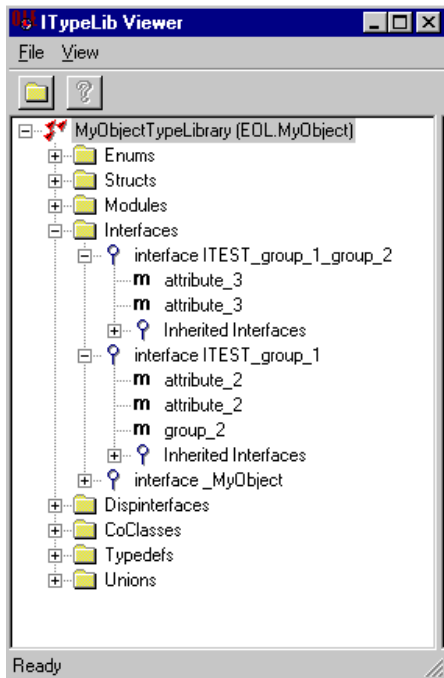 ITypeLib Viewer
File View
MyObjectTypeLibrary (EOL.MyObject)
Enums
Structs
Modules
Interfaces
interface ITEST_group_1_group_2
m attribute_3
m attribute_3
Inherited Interfaces
interface ITEST_group_1
m attribute_2
m attribute_2
m group_2
Inherited Interfaces
interface _MyObject
Dispinterfaces
CoClasses
Typedefs
Unions
Ready